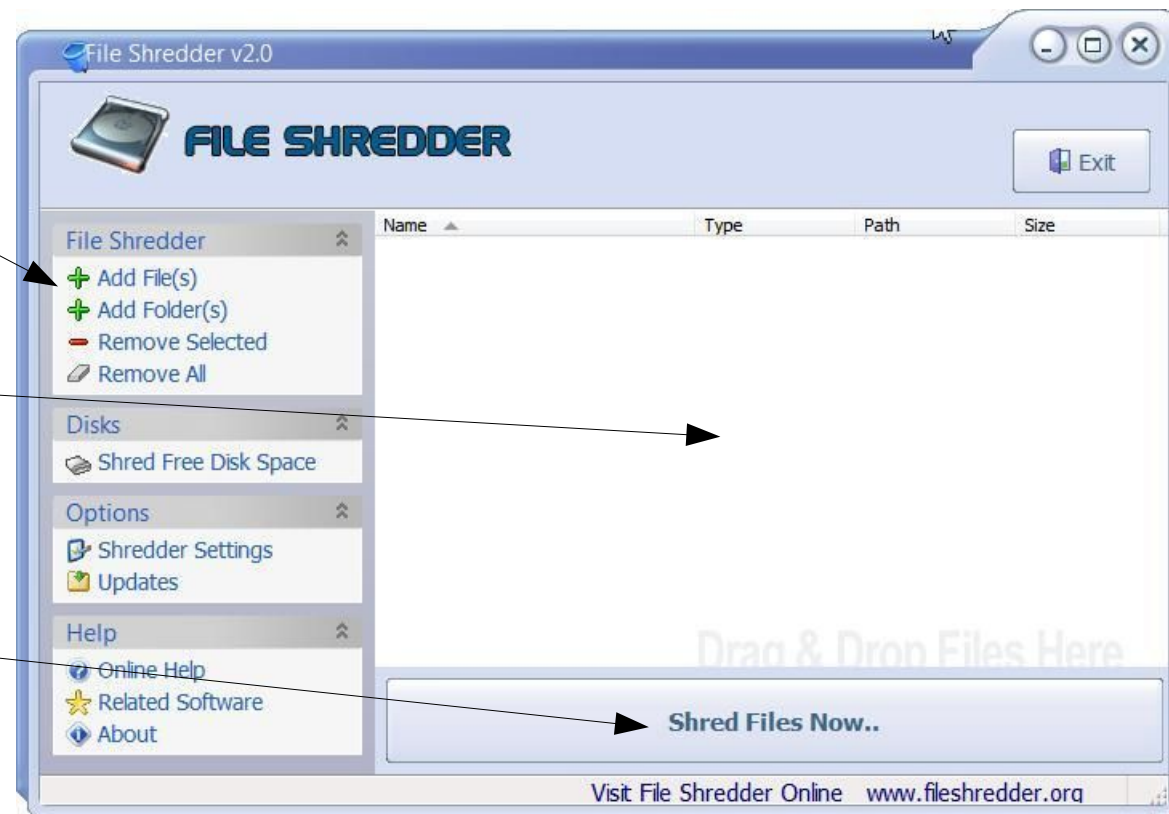 File Shredder v2.0
FILE SHREDDER
Exit
File Shredder
Add File(s)
Add Folder(s)
Remove Selected
Remove All
Disks
Shred Free Disk Space
Options
Shredder Settings
Updates
Help
Online Help
Related Software
About
Name Type Path Size
Drag & Drop Files Here
Shred Files Now..
Visit File Shredder Online www.fileshredder.org